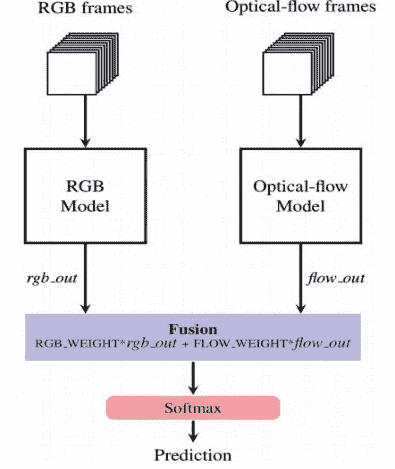 RGB frames
Optical-flow frames
RGB
Model
Optical-flow
Model
rgb_out
flow_out
Fusion
RGB_WEIGHT*rgb_out + FLOW_WEIGHT*flow_out
Softmax
Prediction